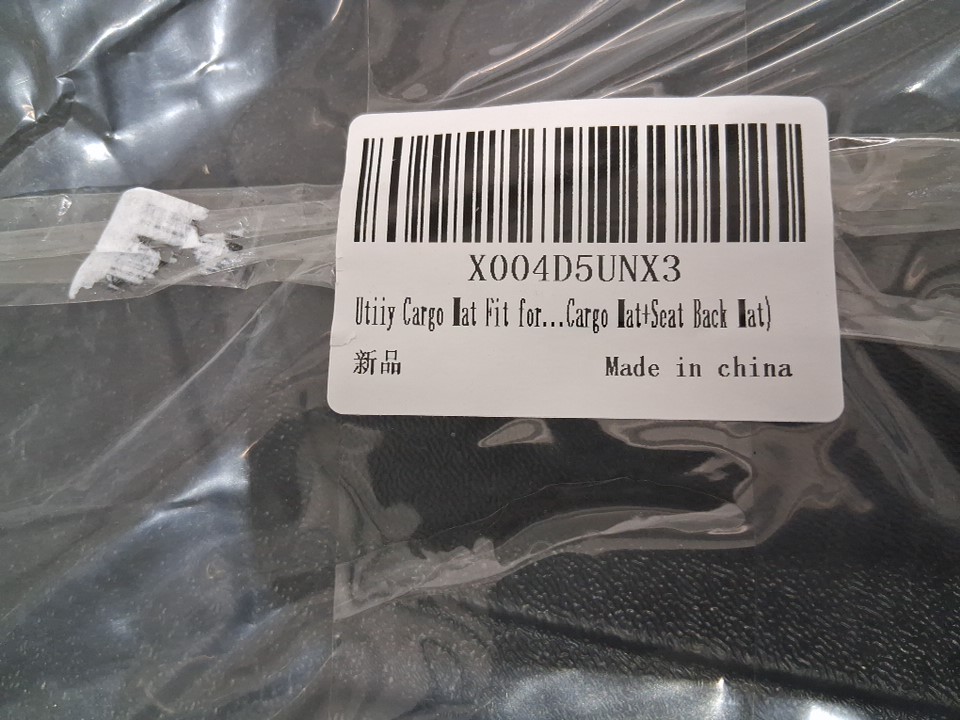 X004D5UNX3
Utiiy Cargo Mat Fit for...Cargo Mat+Seat Back Mat)
新品
Made in china